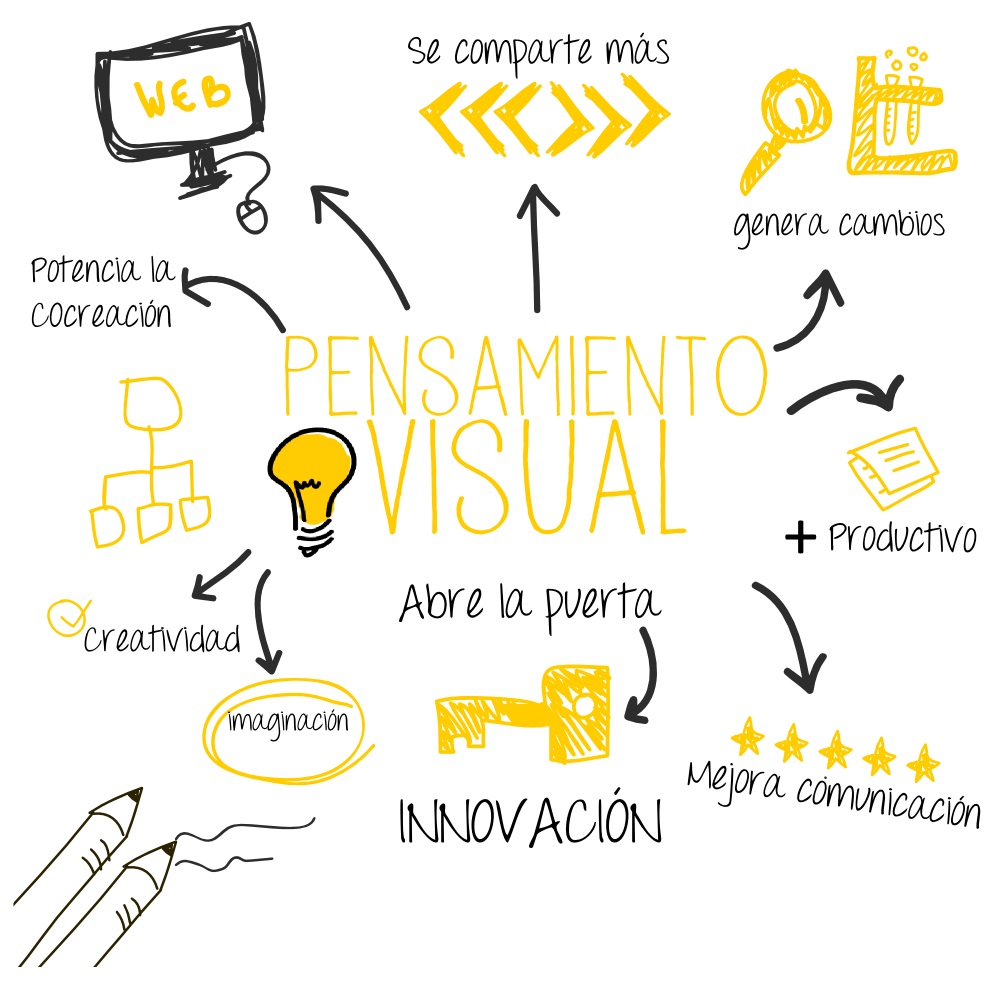 WEB
Se comparte más
genera cambios
Potencia la
cocreación
PENSAMIENTO
VISUAL
+ Productivo
Abre la puerta
Creatividad
imaginación
Mejora comunicación
INNOVACIÓN